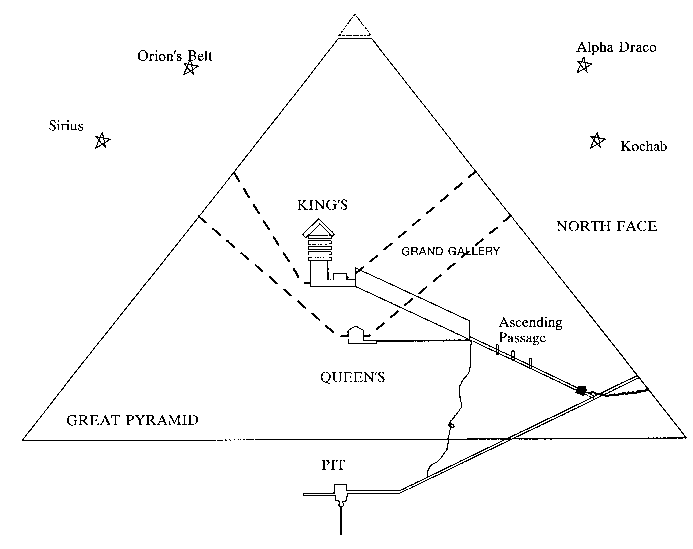 Orion's Belt
Alpha Draco
Sirius
Kochab
KING'S
NORTH FACE
GRAND GALLERY
Ascending
Passage
QUEEN'S
GREAT PYRAMID
PIT